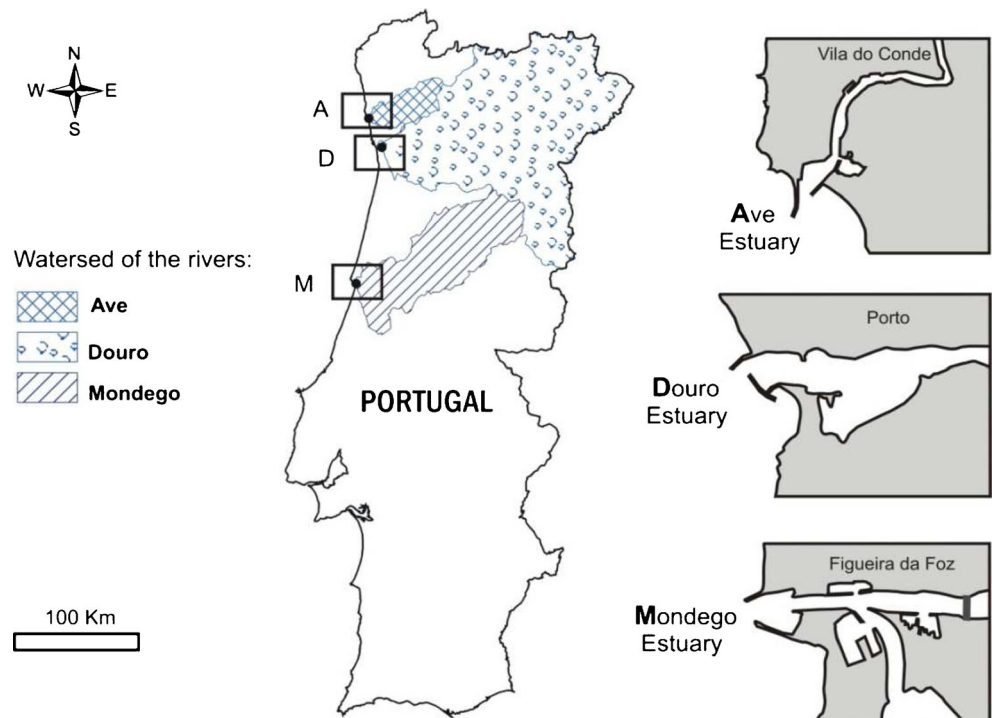 N
W E
S
A
D
M
Watersed of the rivers:
Ave
Douro
Mondego
100 Km
PORTUGAL
Vila do Conde
Ave
Estuary
Porto
Douro
Estuary
Figueira da Foz
Mondego
Estuary